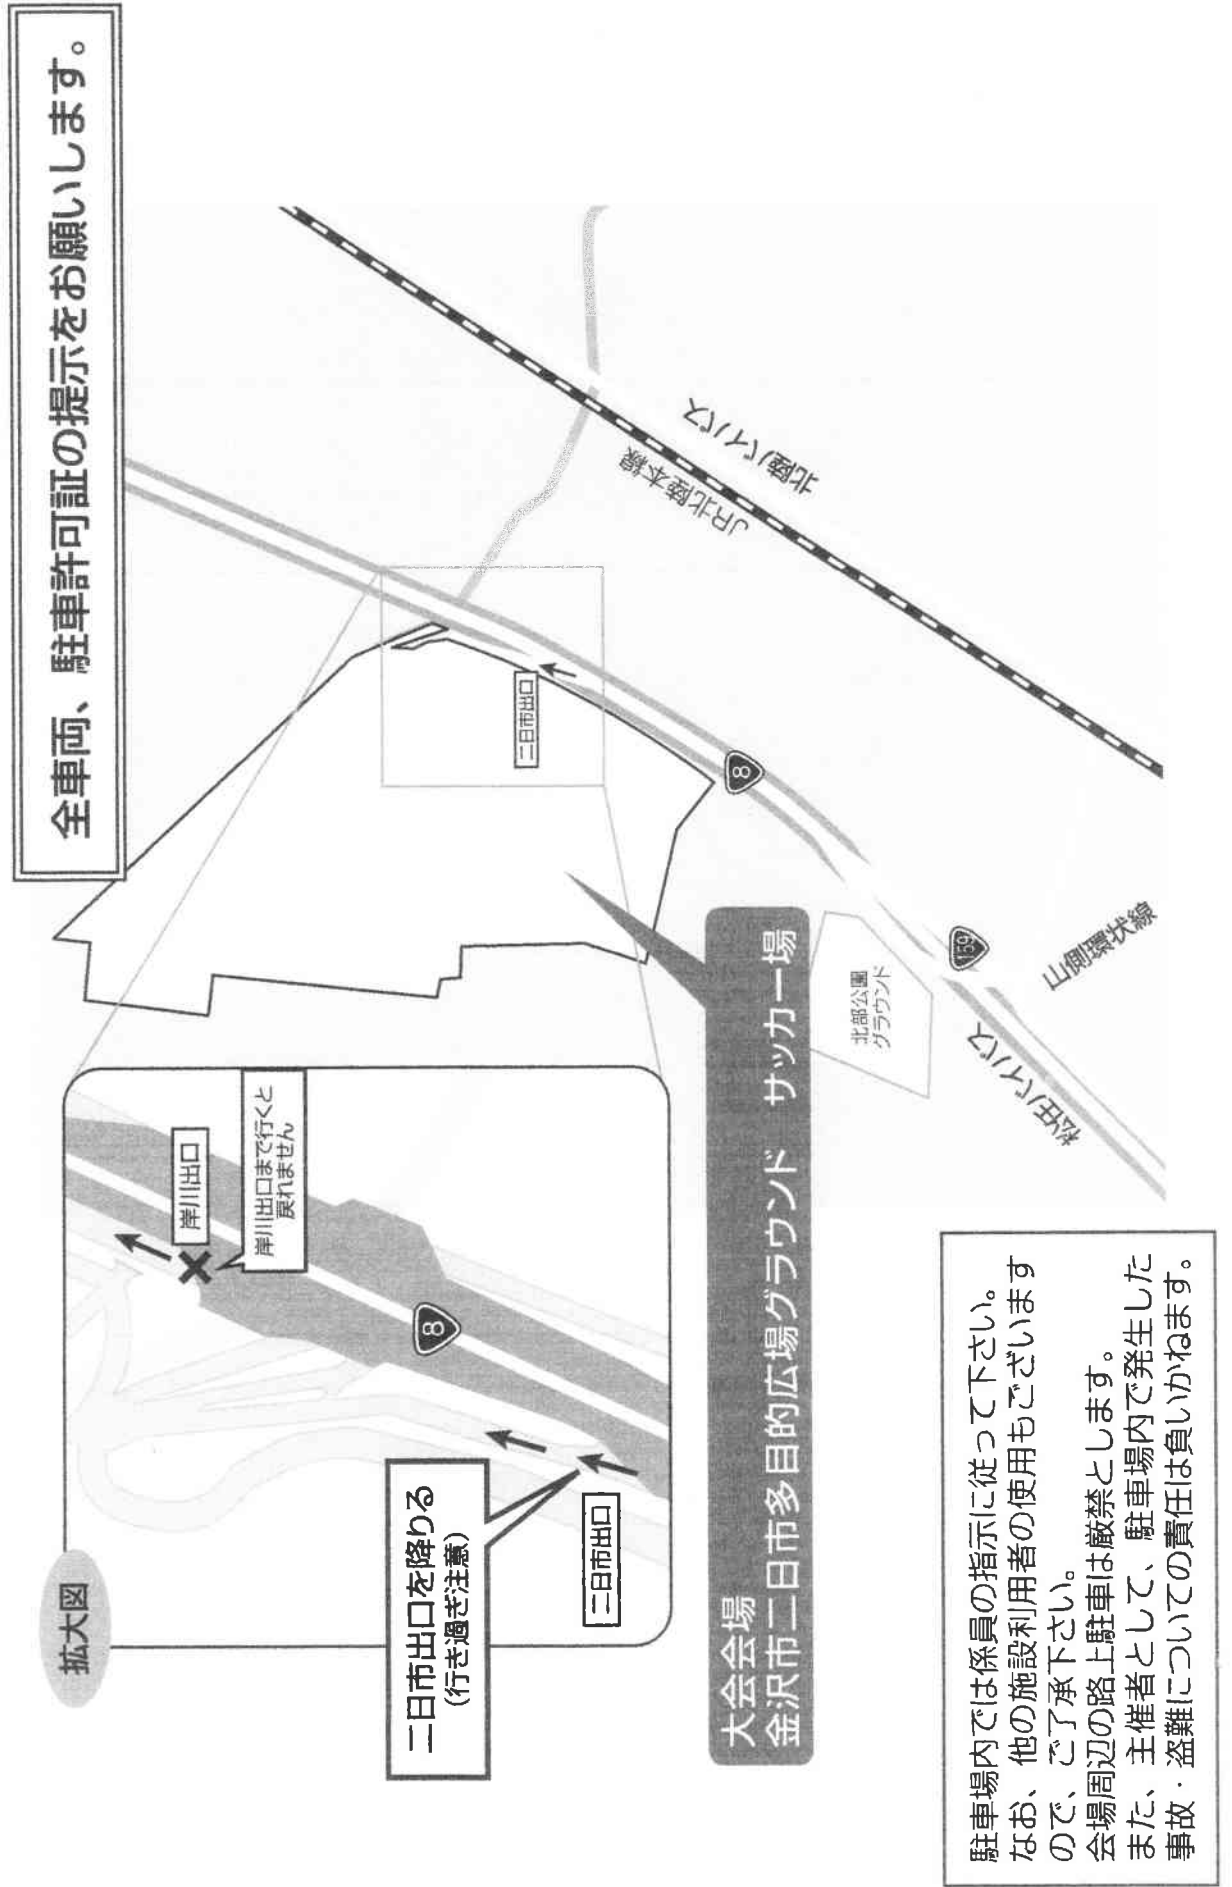 全車両、駐車許可証の提示をお願いします。
拡大図
岸川出口
岸川出口まで行くと
戻れません
8
二日市出口を降りる
(行き過ぎ注意)
二日市出口
二日市出口
8
JR北陸本線
北陸バイパス
大会会場
金沢市二日市多目的広場グラウンド サッカー場
北部公園
グラウンド
159
松任バイパス
山側環状線
駐車場内では係員の指示に従って下さい。
なお、他の施設利用者の使用もございます
ので、ご了承下さい。
会場周辺の路上駐車は厳禁とします。
また、主催者として、駐車場内で発生した
事故・盗難についての責任は負いかねます。